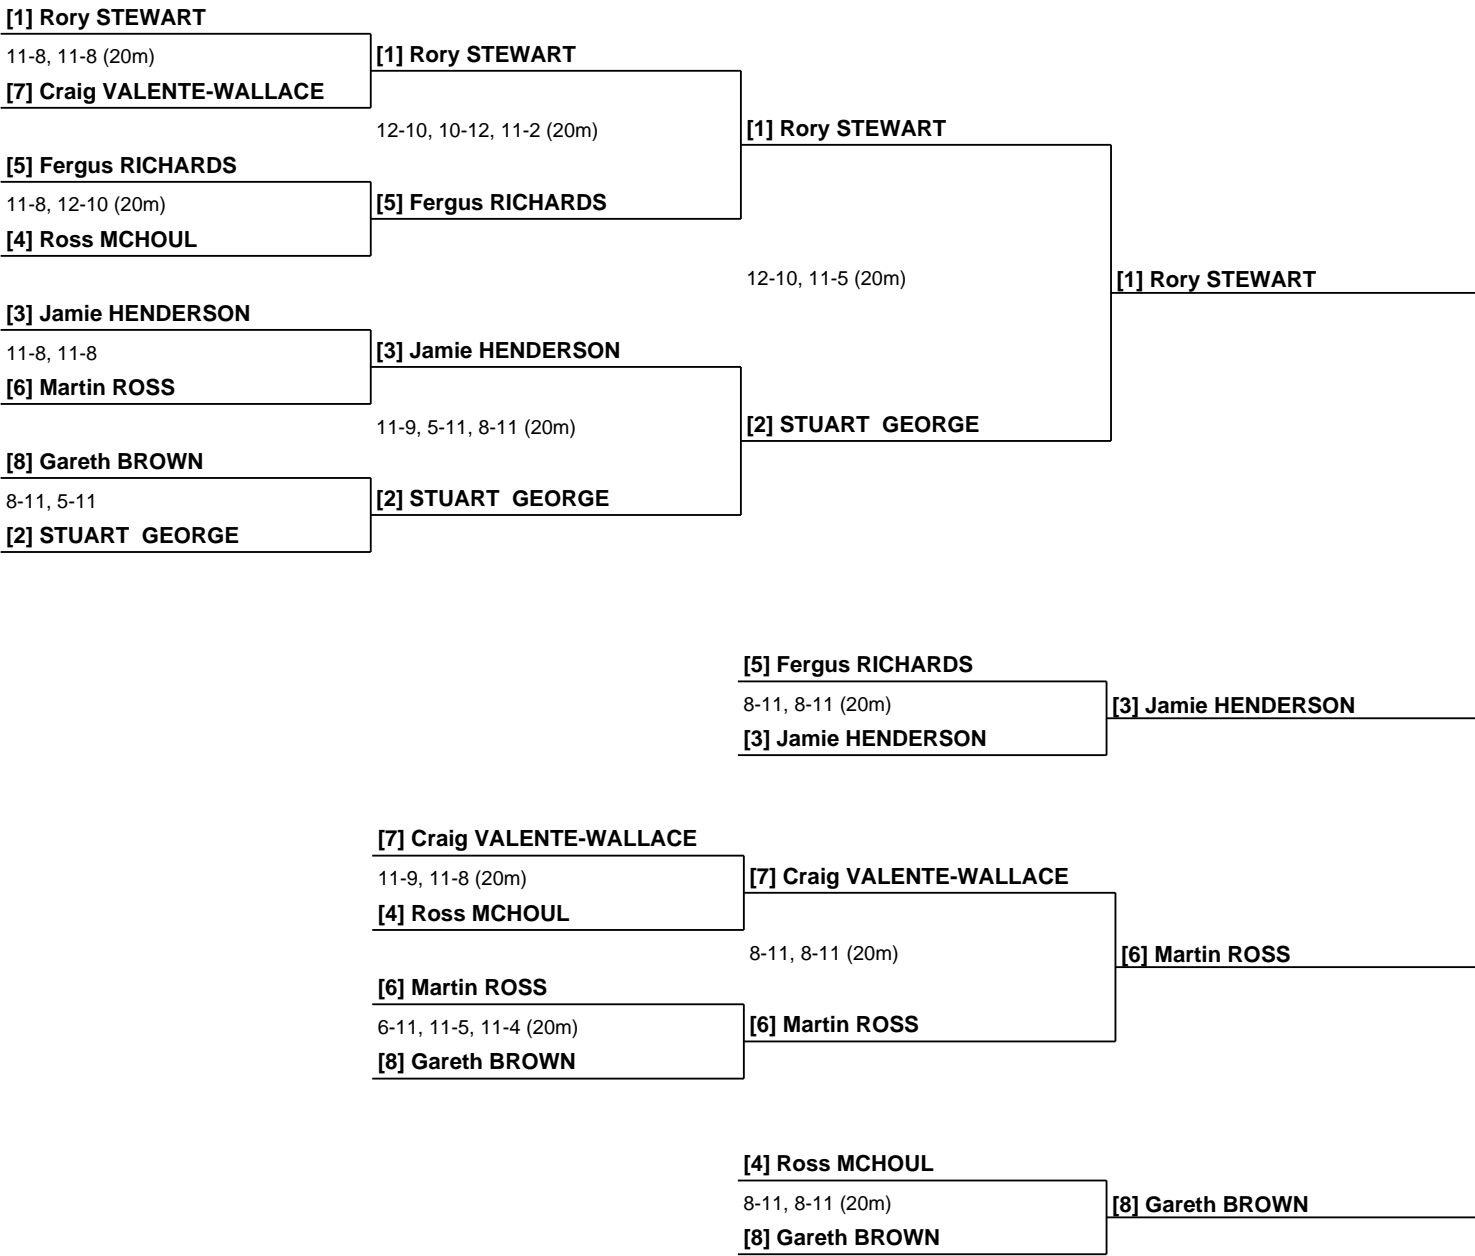 [1] Rory STEWART
11-8, 11-8 (20m)
[1] Rory STEWART
[7] Craig VALENTE-WALLACE
12-10, 10-12, 11-2 (20m)
[1] Rory STEWART
[5] Fergus RICHARDS
11-8, 12-10 (20m)
[5] Fergus RICHARDS
[4] Ross MCHOUL
12-10, 11-5 (20m)
[1] Rory STEWART
[3] Jamie HENDERSON
11-8, 11-8
[3] Jamie HENDERSON
[6] Martin ROSS
11-9, 5-11, 8-11 (20m)
[2] STUART  GEORGE
[8] Gareth BROWN
8-11, 5-11
[2] STUART  GEORGE
[2] STUART  GEORGE
[5] Fergus RICHARDS
8-11, 8-11 (20m)
[3] Jamie HENDERSON
[3] Jamie HENDERSON
[7] Craig VALENTE-WALLACE
11-9, 11-8 (20m)
[7] Craig VALENTE-WALLACE
[4] Ross MCHOUL
8-11, 8-11 (20m)
[6] Martin ROSS
[6] Martin ROSS
6-11, 11-5, 11-4 (20m)
[6] Martin ROSS
[8] Gareth BROWN
[4] Ross MCHOUL
8-11, 8-11 (20m)
[8] Gareth BROWN
[8] Gareth BROWN